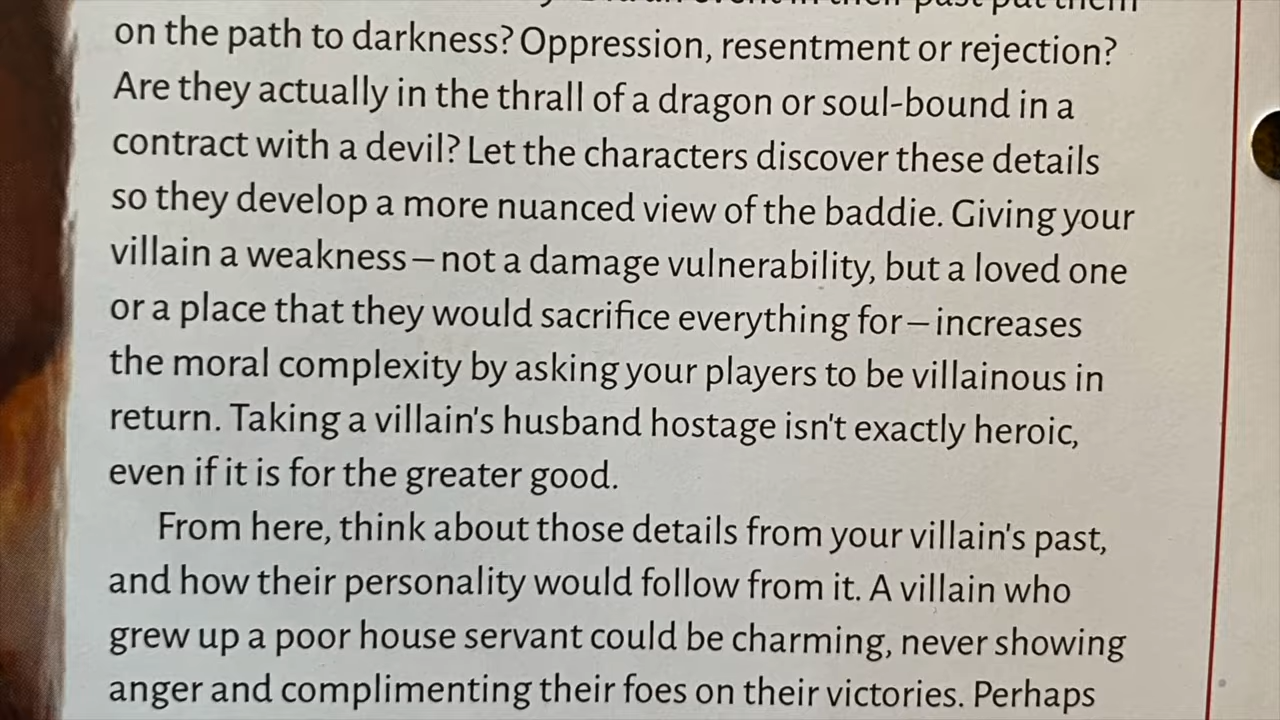 on the path to darkness? Oppression, resentment or rejection?
Are they actually in the thrall of a dragon or soul-bound in a
contract with a devil? Let the characters discover these details
so they develop a more nuanced view of the baddie. Giving your
villain a weakness – not a damage vulnerability, but a loved one
or a place that they would sacrifice everything for – increases
the moral complexity by asking your players to be villainous in
return. Taking a villain's husband hostage isn't exactly heroic,
even if it is for the greater good.
From here, think about those details from your villain's past,
and how their personality would follow from it. A villain who
grew up a poor house servant could be charming, never showing
anger and complimenting their foes on their victories. Perhaps